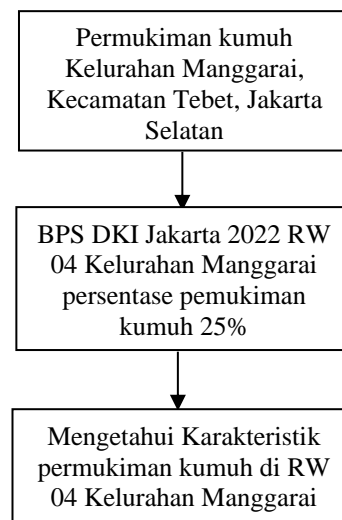 Permukiman kumuh
Kelurahan Manggarai,
Kecamatan Tebet, Jakarta
Selatan
BPS DKI Jakarta 2022 RW
04 Kelurahan Manggarai
persentase pemukiman
kumuh 25%
Mengetahui Karakteristik
permukiman kumuh di RW
04 Kelurahan Manggarai